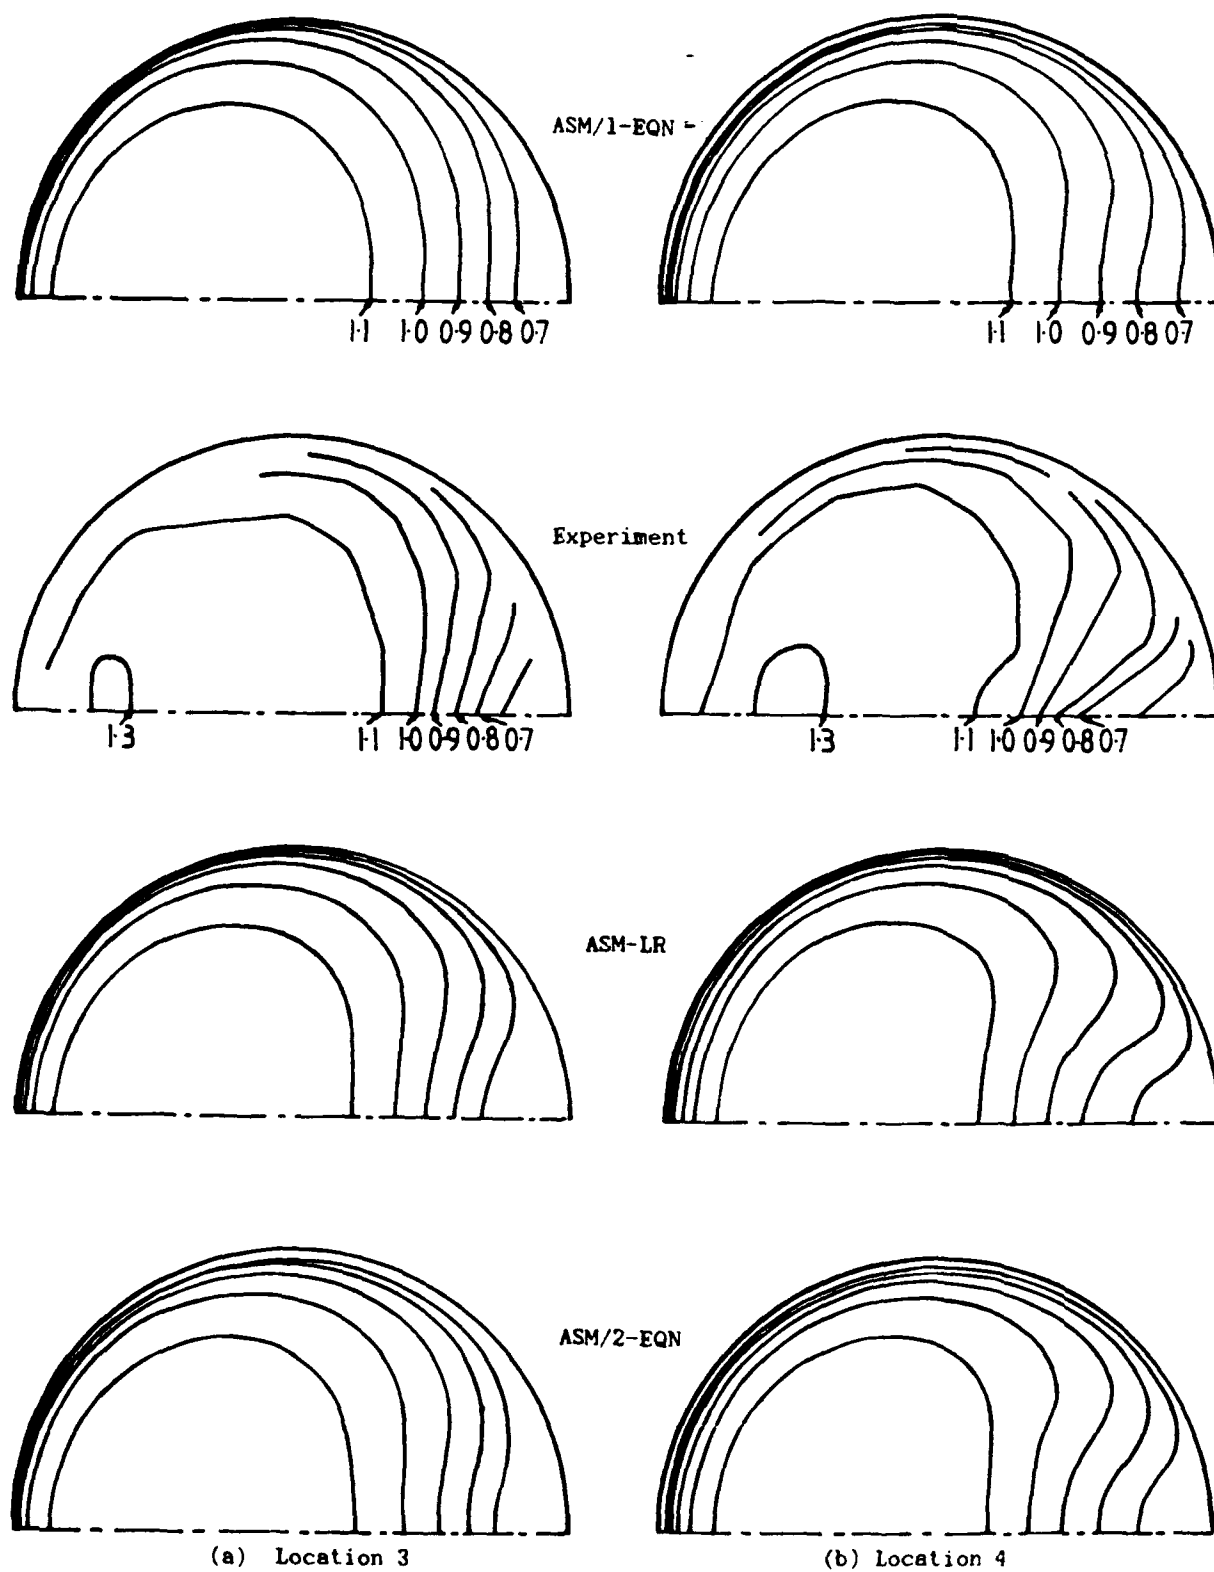 ASM/1-EQN
1.1 1.0 0.9 0.8 0.7
1.1 1.0 0.9 0.8 0.7
Experiment
1.3 1.1 1.0 0.9 0.8 0.7
1.3 1.1 1.0 0.9 0.8 0.7
ASM-LR
ASM/2-EQN
(a) Location 3
(b) Location 4